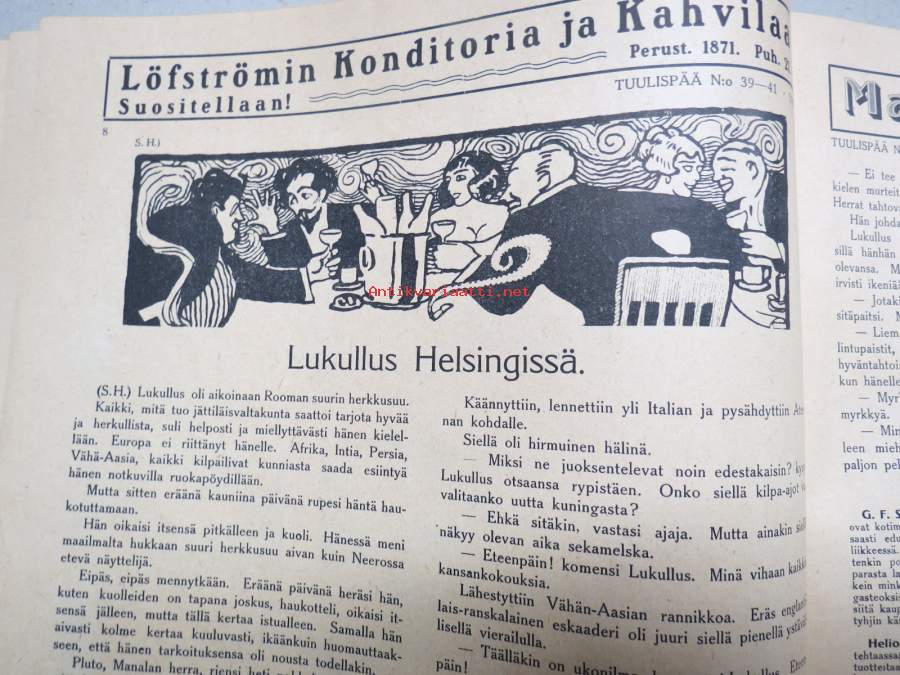 Löfströmin Konditoria ja
Suositellaan!
Perust. 1871. Puh.
TUULISPÄÄ N:o 39—41
8
S. H.)
Antikvariaatti.net
Lukullus Helsingissä.
(S.H.) Lukullus oli aikoinaan Rooman suurin herkkusuu.
Kaikki, mitä tuo jättiläisvaltakunta saattoi tarjota hyvää
ja herkullista, suli helposti ja miellyttävästi hänen kielel-
lään. Europa ei riittänyt hänelle. Afrika, Intia, Persia,
Vähä-Aasia, kaikki kilpailivat kunniasta saada esiintyä
hänen notkuvilla ruokapöydillään.
Mutta sitten eräänä kauniina päivänä rupesi häntä hau-
kotuttamaan.
Hän oikaisi itsensä pitkälleen ja kuoli. Hänessä meni
maailmalta hukkaan suuri herkkusuu aivan kuin Neerossa
etevä näyttelijä.
Eipäs, eipäs mennytkään. Eräänä päivänä heräsi hän,
kuten kuolleiden on tapana joskus, haukotteli, oikaisi it-
sensä jälleen, mutta tällä kertaa istualleen. Samalla hän
aivasti kolme kertaa kuuluvasti, ikäänkuin huomauttaak-
seen, että hänen tarkoituksensa oli nousta todellakin.
Pluto, Manalan herra, riensi heti
Käännyttiin, lennettiin yli Italian ja pysähdyttiin
nan kohdalle.
Siellä oli hirmuinen hälinä.
— Miksi ne juoksentelevat noin edestakaisin?
Lukullus otsaansa rypistäen. Onko siellä kilpa-ajot
valitaanko uutta kuningasta?
— Ehkä sitäkin, vastasi ajaja. Mutta ainakin
näkyy olevan aika sekamelska.
— Eteenpäin! komensi Lukullus. Minä vihaan
kansankokouksia.
Lähestyttiin Vähän-Aasian rannikkoa. Eräs
lais-ranskalainen eskaaderi oli juuri siellä pienellä
lisellä vierailulla.
— Täälläkin on
päin!
TUULISPÄÄ
— Ei tee
kielen murteit
Herrat tahtova
Hän johda
Lukullus
sillä hänhän
olevansa. M
irvisti ikeniä
— Jotaki
sitäpaitsi. M
— Liem
lintupaistit,
hyväntahtois
kun hänelle
— Myr
myrkkyä.
— Min
leen mieh
paljon pel
G. F. S
ovat kotim
saasti edu
liikkeessä.
tenkin po
parasta la
kein mink
gasteoksis
siitä kaup
tyhjin kä
Helio
tehtaassa
tuotteita